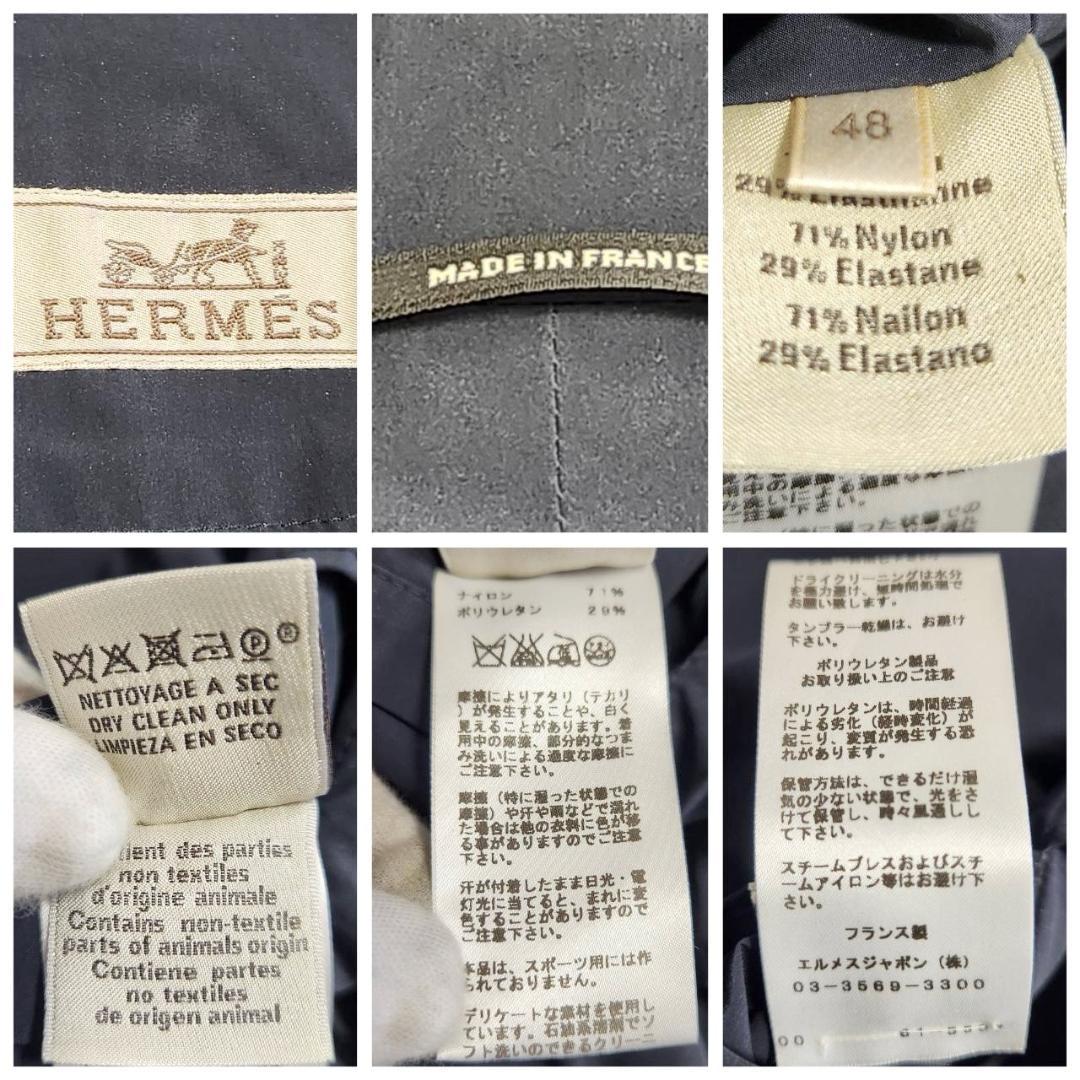 HERMÈS
PARIS
MADE IN FRANCE
48
29% Elasthanne
71% Nylon
29% Elastane
71% Nailon
29% Elastano
NETTOYAGE A SEC
DRY CLEAN ONLY
LIMPIEZA EN SECO
des parties
non textiles
d'origine animale
Contains non-textile
parts of animals origin
Contiene partes
no textiles
de origen animal
ナイロン 71%
ポリウレタン 29%
摩擦によりアタリ(テカリ
)が発生することや、白く
見えることがあります。着
用中の摩擦、部分的なつま
み洗いによる過度な摩擦に
ご注意下さい。
摩擦(特に湿った状態での
摩擦)や汗や雨などで濡れ
た場合は他の衣料に色が移
る事がありますのでご注意
下さい。
汗が付着したまま日光・電
灯光に当てると、まれに変
色することがありますので
ご注意下さい。
本品は、スポーツ用には作
られておりません。
デリケートな素材を使用し
ています。石油系溶剤でソ
フト洗いのできるクリーニ
ドライクリーニングは水分
を極力避け、短時間処理で
お願い致します。
タンブラー乾燥は、お避け
下さい。
ポリウレタン製品
お取り扱い上のご注意
ポリウレタンは、時間経過
による劣化(経時変化)が
起こり、変質が発生する恐
れがあります。
保管方法は、できるだけ湿
気の少ない状態で、光をさ
けて保管し、時々風通しし
て下さい。
スチームプレスおよびスチ
ームアイロン等はお避け下
さい。
フランス製
エルメスジャポン(株)
03-3569-3300
00